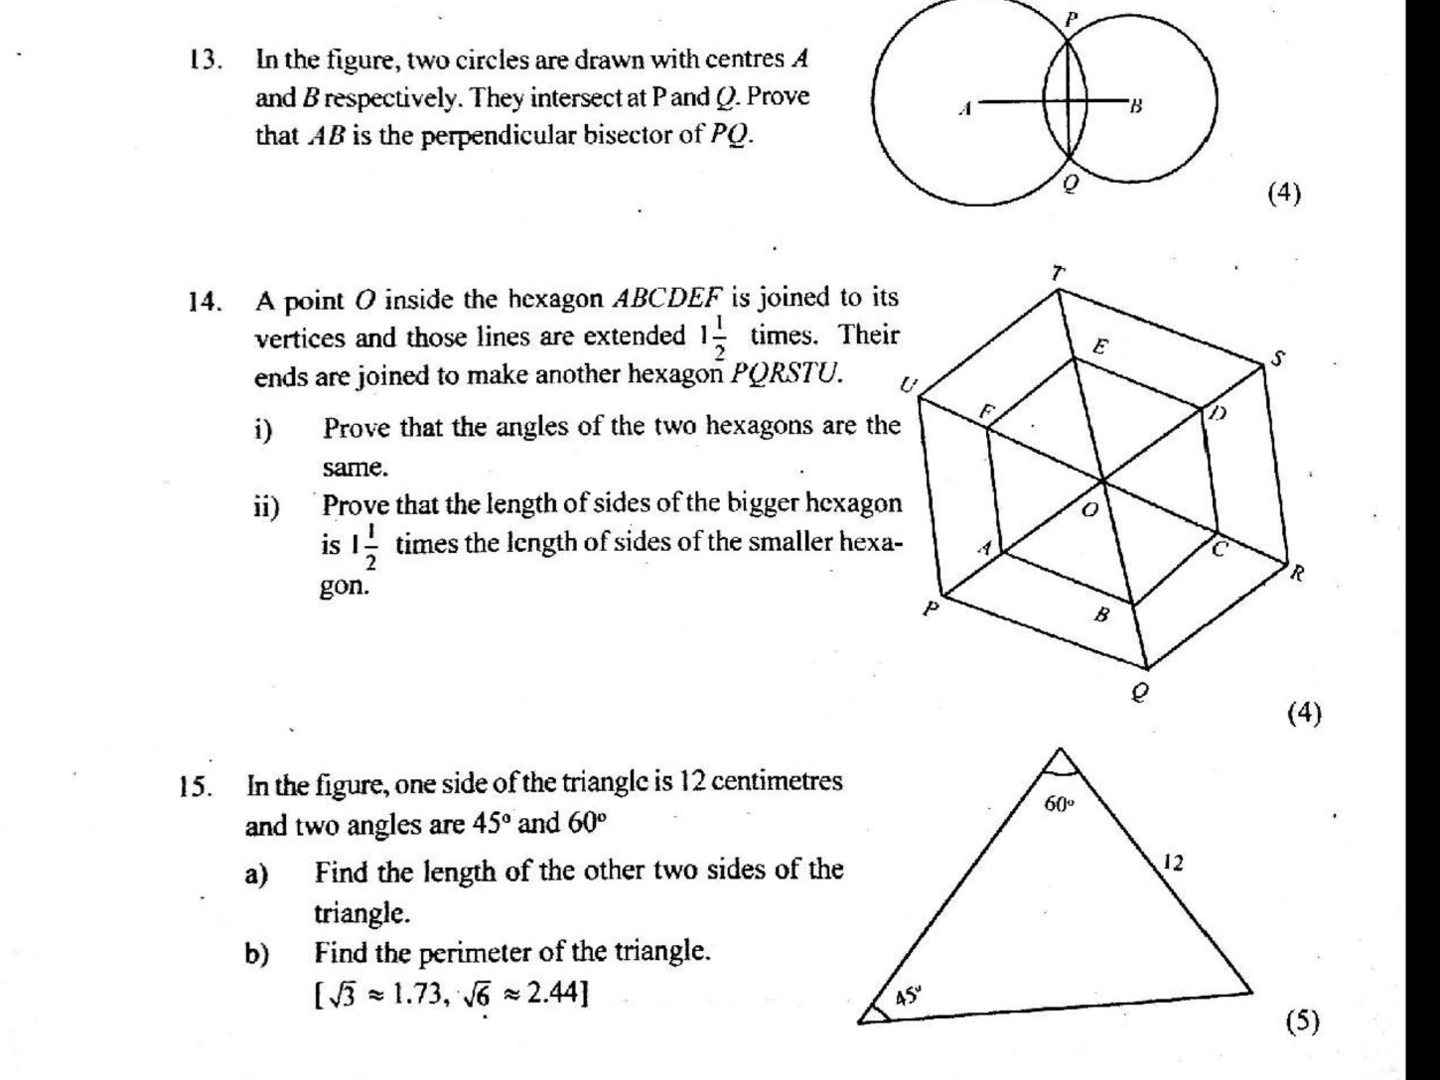 13. In the figure, two circles are drawn with centres A
and B respectively. They intersect at P and Q. Prove
that AB is the perpendicular bisector of PQ.
P
A
B
Q
(4)
14. A point O inside the hexagon ABCDEF is joined to its
vertices and those lines are extended 1 1/2 times. Their
ends are joined to make another hexagon PQRSTU.
i) Prove that the angles of the two hexagons are the
same.
ii) Prove that the length of sides of the bigger hexagon
is 1 1/2 times the length of sides of the smaller hexa-
gon.
T
E
S
U
F
D
O
A
C
R
P
B
Q
(4)
15. In the figure, one side of the triangle is 12 centimetres
and two angles are 45° and 60°
a) Find the length of the other two sides of the
triangle.
b) Find the perimeter of the triangle.
[√3 ≈ 1.73, √6 ≈ 2.44]
60°
12
45°
(5)